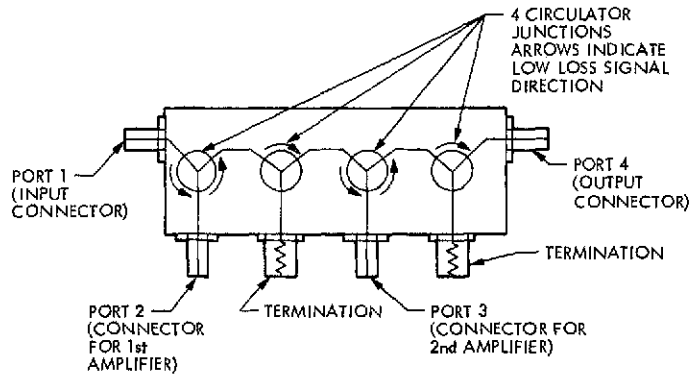 4 CIRCULATOR
JUNCTIONS
ARROWS INDICATE
LOW LOSS SIGNAL
DIRECTION
PORT 1
(INPUT
CONNECTOR)
PORT 4
(OUTPUT
CONNECTOR)
TERMINATION
PORT 2
(CONNECTOR
FOR 1st
AMPLIFIER)
TERMINATION
PORT 3
(CONNECTOR FOR
2nd AMPLIFIER)